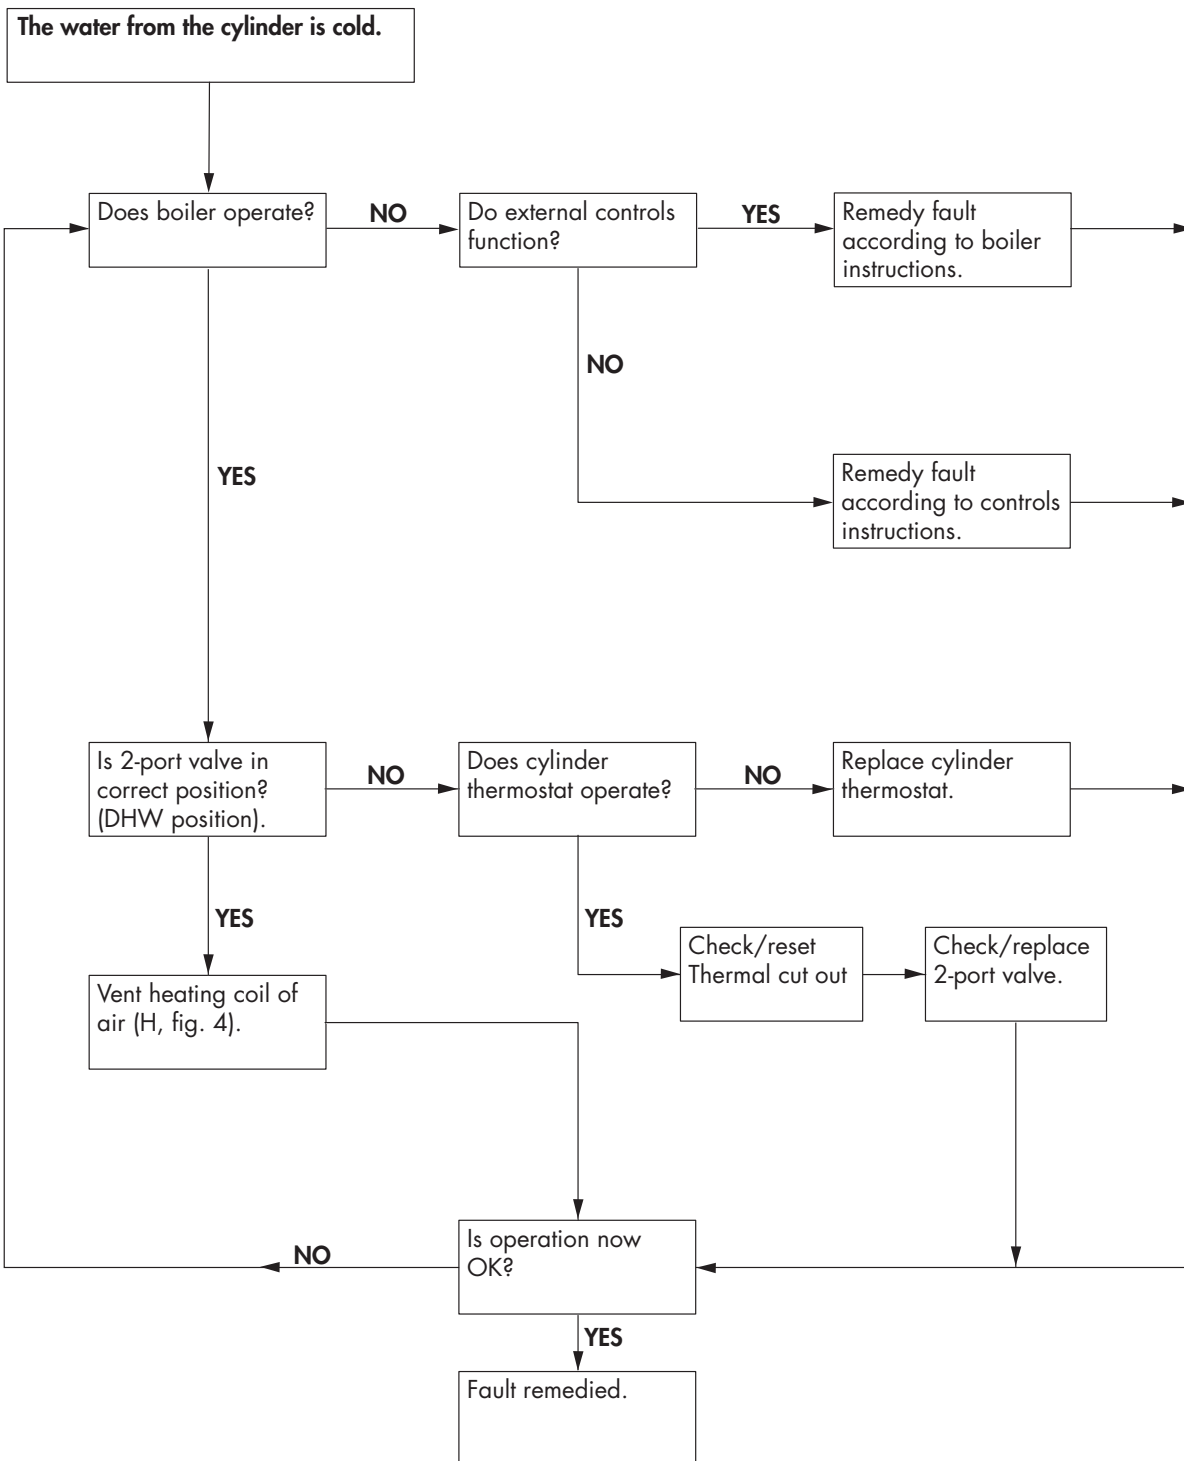 The water from the cylinder is cold.
Does boiler operate?
NO
Do external controls
function?
YES
Remedy fault
according to boiler
instructions.
NO
Remedy fault
according to controls
instructions.
YES
Is 2-port valve in
correct position?
(DHW position).
NO
Does cylinder
thermostat operate?
NO
Replace cylinder
thermostat.
YES
YES
Check/reset
Thermal cut out
Check/replace
2-port valve.
Vent heating coil of
air (H, fig. 4).
Is operation now
OK?
NO
YES
Fault remedied.